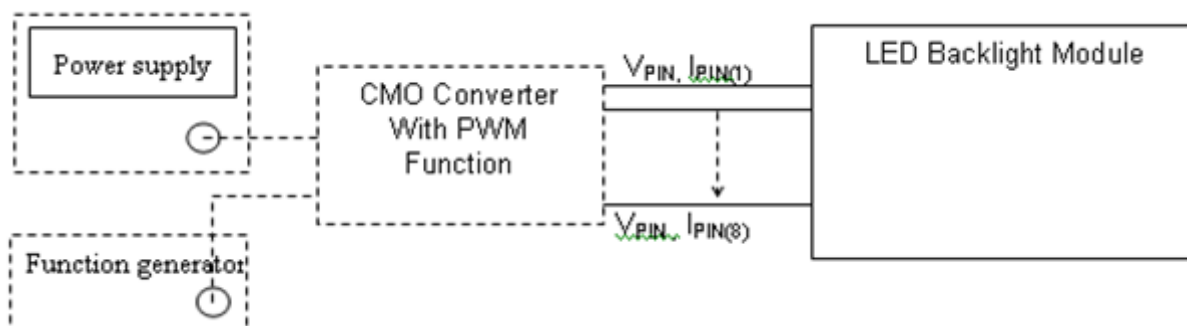 Power supply
Function generator
CMO Converter
With PWM
Function
VPIN, IPIN(1)
VPIN, IPIN(8)
LED Backlight Module